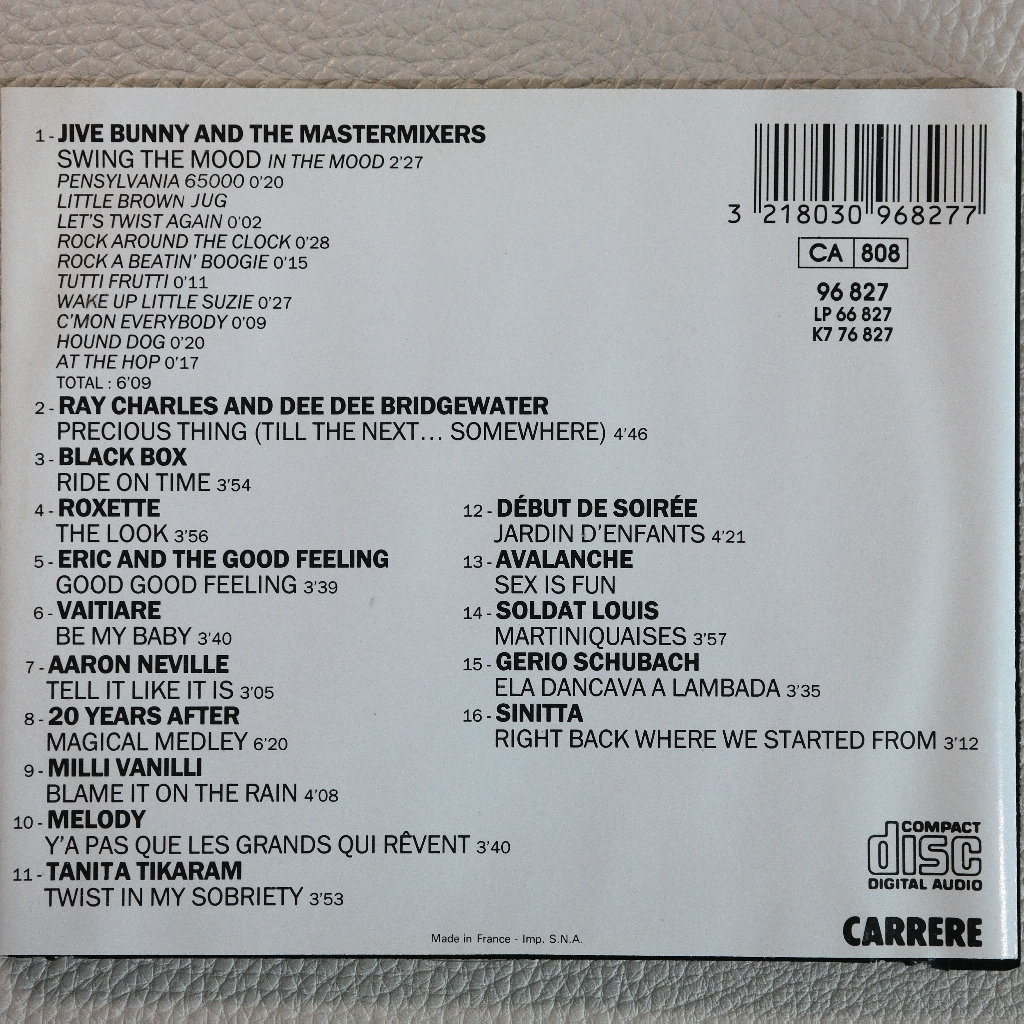 1 - JIVE BUNNY AND THE MASTERMIXERS
SWING THE MOOD IN THE MOOD 2'27
PENSYLVANIA 65000 0'20
LITTLE BROWN JUG
LET'S TWIST AGAIN 0'02
ROCK AROUND THE CLOCK 0'28
ROCK A BEATIN' BOOGIE 0'15
TUTTI FRUTTI 0'11
WAKE UP LITTLE SUZIE 0'27
C'MON EVERYBODY 0'09
HOUND DOG 0'20
AT THE HOP 0'17
TOTAL : 6'09
2 - RAY CHARLES AND DEE DEE BRIDGEWATER
PRECIOUS THING (TILL THE NEXT... SOMEWHERE) 4'46
3 - BLACK BOX
RIDE ON TIME 3'54
4 - ROXETTE
THE LOOK 3'56
5 - ERIC AND THE GOOD FEELING
GOOD GOOD FEELING 3'39
6 - VAITIARE
BE MY BABY 3'40
7 - AARON NEVILLE
TELL IT LIKE IT IS 3'05
8 - 20 YEARS AFTER
MAGICAL MEDLEY 6'20
9 - MILLI VANILLI
BLAME IT ON THE RAIN 4'08
10 - MELODY
Y'A PAS QUE LES GRANDS QUI RÊVENT 3'40
11 - TANITA TIKARAM
TWIST IN MY SOBRIETY 3'53
12 - DÉBUT DE SOIRÉE
JARDIN D'ENFANTS 4'21
13 - AVALANCHE
SEX IS FUN
14 - SOLDAT LOUIS
MARTINIQUAISES 3'57
15 - GERIO SCHUBACH
ELA DANCAVA A LAMBADA 3'35
16 - SINITTA
RIGHT BACK WHERE WE STARTED FROM 3'12
3 218030 968277
CA 808
96 827
LP 66 827
K7 76 827
COMPACT
disc
DIGITAL AUDIO
CARRERE
Made in France - Imp. S.N.A.